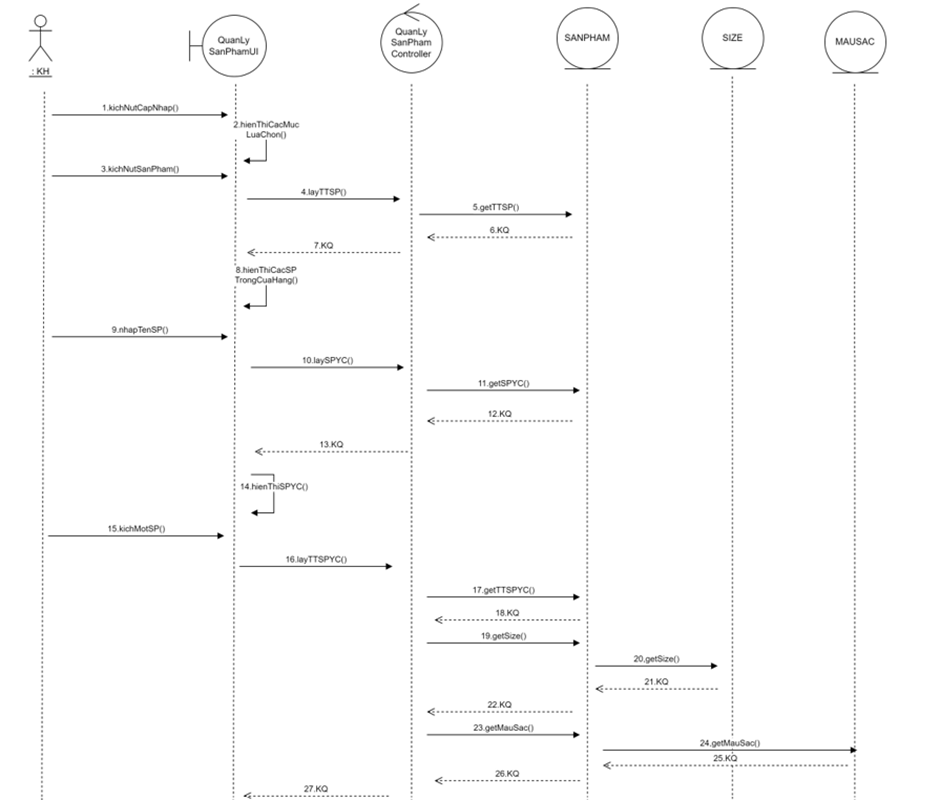 : KH
QuanLy
SanPhamUI
QuanLy
SanPham
Controller
SANPHAM
SIZE
MAUSAC
1.kichNutCapNhap()
2.hienThiCacMuc
LuaChon()
3.kichNutSanPham()
4.layTTSP()
5.getTTSP()
6.KQ
7.KQ
8.hienThiCacSP
TrongCuaHang()
9.nhapTenSP()
10.laySPYC()
11.getSPYC()
12.KQ
13.KQ
14.hienThiSPYC()
15.kichMotSP()
16.layTTSPYC()
17.getTTSPYC()
18.KQ
19.getSize()
20,getSize()
21.KQ
22.KQ
23.getMauSac()
24,getMauSac()
25.KQ
26.KQ
27.KQ